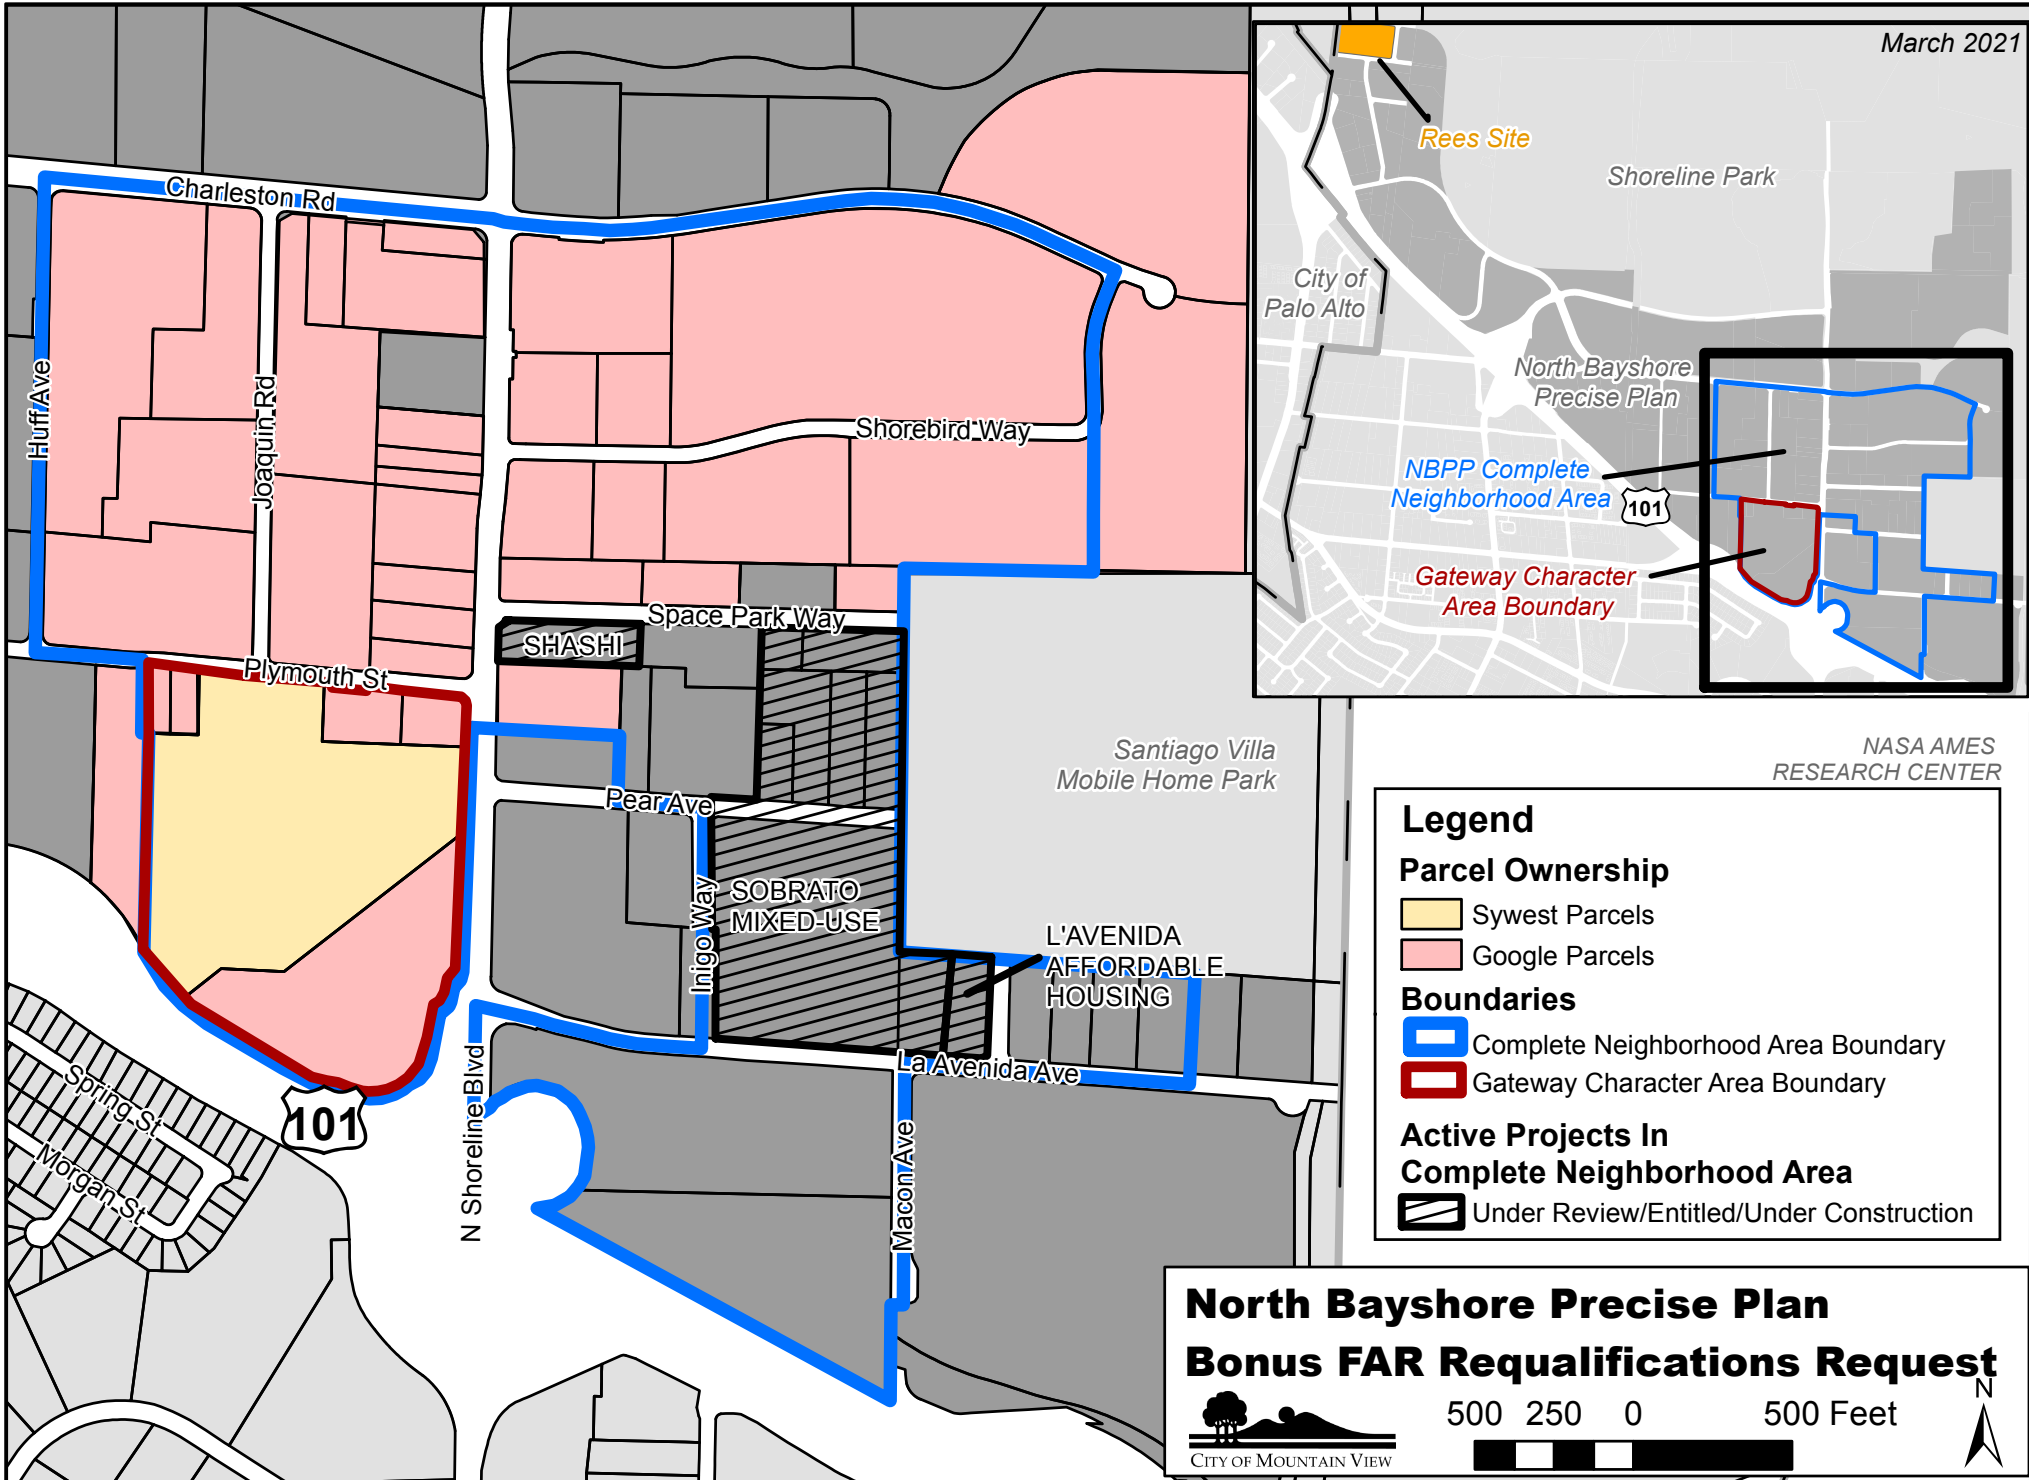 March 2021
Rees Site
Shoreline Park
City of
Palo Alto
North Bayshore
Precise Plan
NBPP Complete
Neighborhood Area
101
Gateway Character
Area Boundary
Charleston Rd
Huff Ave
Joaquin Rd
Shorebird Way
Space Park Way
SHASHI
Plymouth St
Pear Ave
Santiago Villa
Mobile Home Park
NASA AMES
RESEARCH CENTER
SOBRATO
MIXED-USE
Inigo Way
L'AVENIDA
AFFORDABLE
HOUSING
La Avenida Ave
N Shoreline Blvd
Macon Ave
101
Spring St
Morgan St
Legend
Parcel Ownership
Sywest Parcels
Google Parcels
Boundaries
Complete Neighborhood Area Boundary
Gateway Character Area Boundary
Active Projects In
Complete Neighborhood Area
Under Review/Entitled/Under Construction
North Bayshore Precise Plan
Bonus FAR Requalifications Request
CITY OF MOUNTAIN VIEW
500 250 0 500 Feet
N